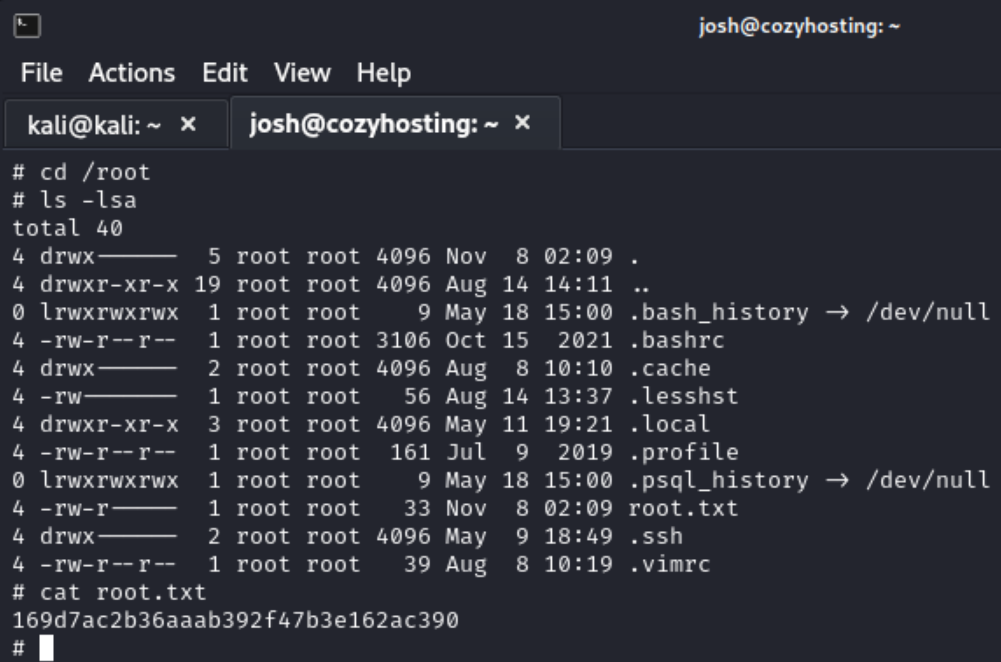 josh@cozyhosting: ~
File Actions Edit View Help
kali@kali: ~ × josh@cozyhosting: ~ ×
# cd /root
# ls -lsa
total 40
4 drwx------  5 root root 4096 Nov  8 02:09 .
4 drwxr-xr-x 19 root root 4096 Aug 14 14:11 ..
0 lrwxrwxrwx  1 root root    9 May 18 15:00 .bash_history -> /dev/null
4 -rw-r--r--  1 root root 3106 Oct 15  2021 .bashrc
4 drwx------  2 root root 4096 Aug  8 10:10 .cache
4 -rw-------  1 root root   56 Aug 14 13:37 .lesshst
4 drwxr-xr-x  3 root root 4096 May 11 19:21 .local
4 -rw-r--r--  1 root root  161 Jul  9  2019 .profile
0 lrwxrwxrwx  1 root root    9 May 18 15:00 .psql_history -> /dev/null
4 -rw-r-----  1 root root   33 Nov  8 02:09 root.txt
4 drwx------  2 root root 4096 May  9 18:49 .ssh
4 -rw-r--r--  1 root root   39 Aug  8 10:19 .vimrc
# cat root.txt
169d7ac2b36aaab392f47b3e162ac390
#